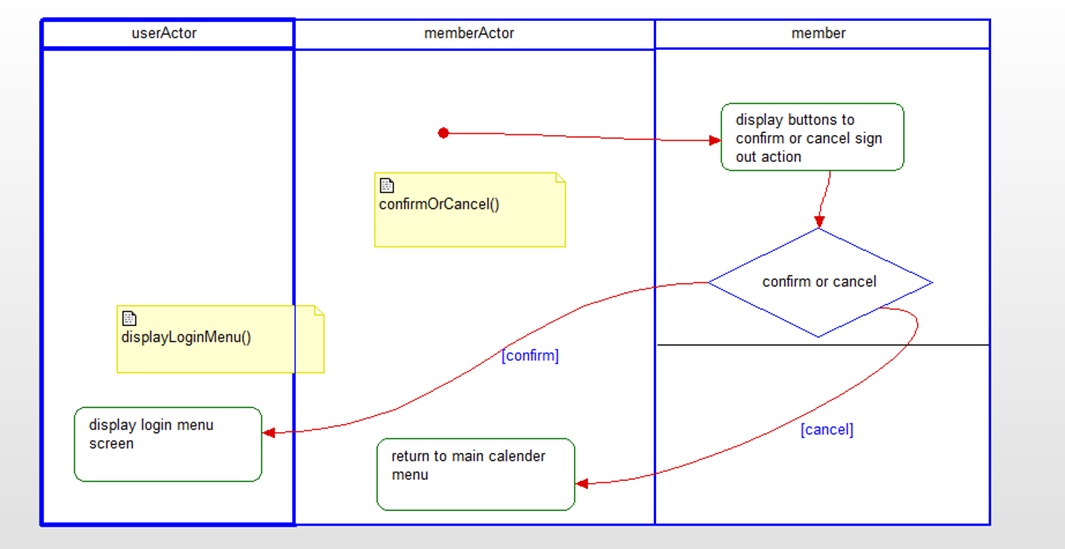 userActor
memberActor
member
display buttons to
confirm or cancel sign
out action
confirmOrCancel()
confirm or cancel
displayLoginMenu()
[confirm]
display login menu
screen
[cancel]
return to main calender
menu